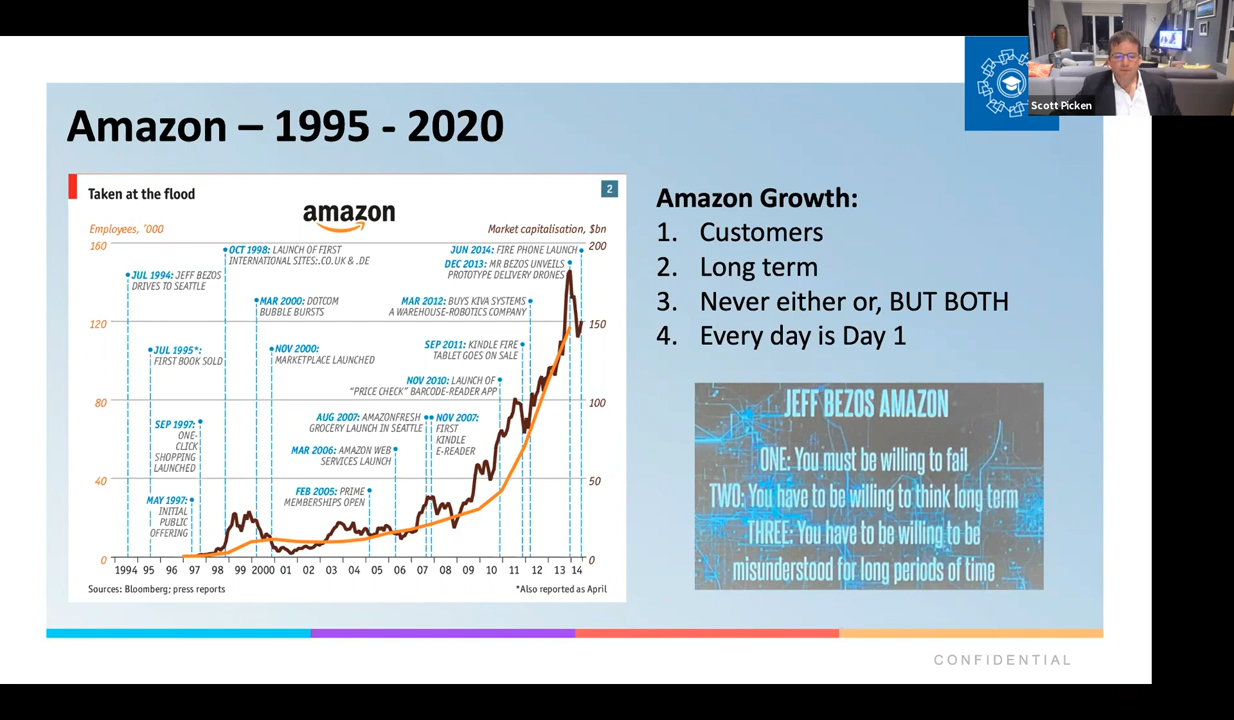 Scott Picken
Amazon – 1995 - 2020
Taken at the flood
2
amazon
Employees, ’000
Market capitalisation, $bn
160
120
80
40
0
200
150
100
50
0
JUL 1994: JEFF BEZOS
DRIVES TO SEATTLE
JUL 1995*:
FIRST BOOK SOLD
SEP 1997:
ONE-
CLICK
SHOPPING
LAUNCHED
MAY 1997:
INITIAL
PUBLIC
OFFERING
OCT 1998: LAUNCH OF FIRST
INTERNATIONAL SITES:.CO.UK & .DE
MAR 2000: DOTCOM
BUBBLE BURSTS
NOV 2000:
MARKETPLACE LAUNCHED
FEB 2005: PRIME
MEMBERSHIPS OPEN
MAR 2006: AMAZON WEB
SERVICES LAUNCH
AUG 2007: AMAZONFRESH
GROCERY LAUNCH IN SEATTLE
NOV 2007:
FIRST
KINDLE
E-READER
NOV 2010: LAUNCH OF
“PRICE CHECK” BARCODE-READER APP
SEP 2011: KINDLE FIRE
TABLET GOES ON SALE
MAR 2012: BUYS KIVA SYSTEMS
A WAREHOUSE-ROBOTICS COMPANY
DEC 2013: MR BEZOS UNVEILS
PROTOTYPE DELIVERY DRONES
JUN 2014: FIRE PHONE LAUNCH
1994 95 96 97 98 99 2000 01 02 03 04 05 06 07 08 09 10 11 12 13 14
Sources: Bloomberg; press reports
*Also reported as April
Amazon Growth:
1. Customers
2. Long term
3. Never either or, BUT BOTH
4. Every day is Day 1
JEFF BEZOS AMAZON
ONE: You must be willing to fail
TWO: You have to be willing to think long term
THREE: You have to be willing to be
misunderstood for long periods of time
CONFIDENTIAL